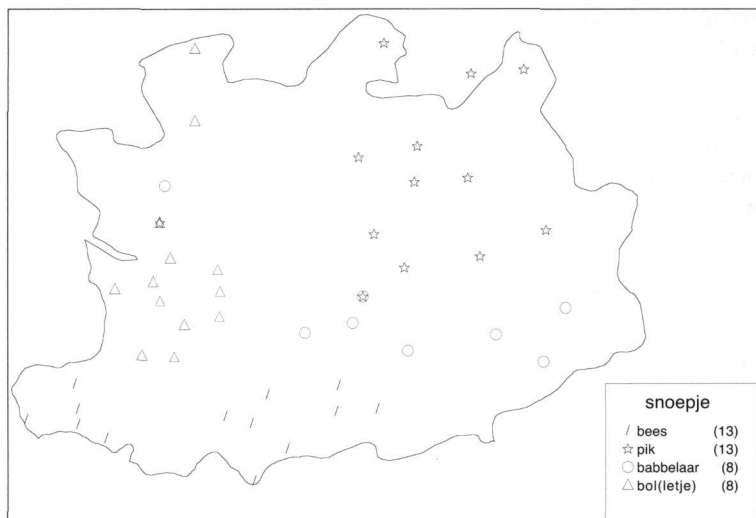 snoepje
/ bees (13)
☆ pik (13)
○ babbelaar (8)
△ bol(letje) (8)